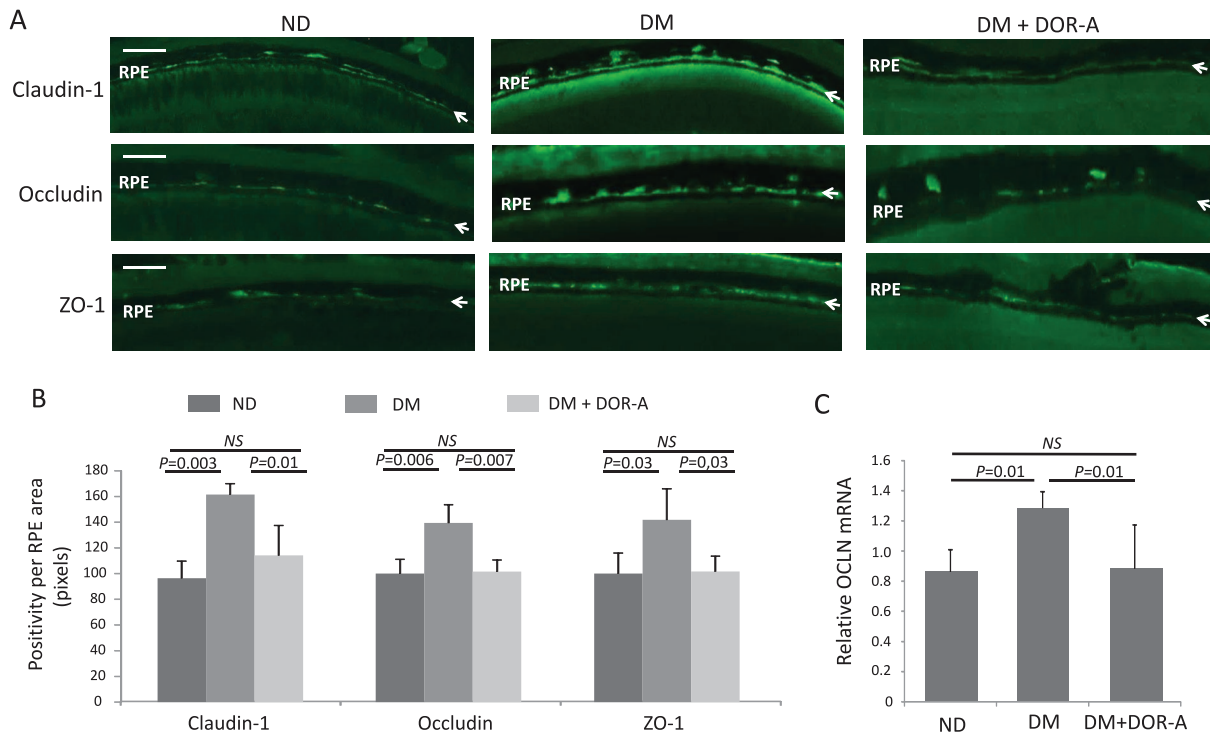 A
ND
DM
DM + DOR-A
Claudin-1
RPE
RPE
RPE
Occludin
RPE
RPE
RPE
ZO-1
RPE
RPE
RPE
B
ND
DM
DM + DOR-A
NS
P=0.003
P=0.01
NS
P=0.006
P=0.007
NS
P=0.03
P=0,03
Positivity per RPE area
(pixels)
180
160
140
120
100
80
60
40
20
0
Claudin-1
Occludin
ZO-1
C
NS
P=0.01
P=0.01
Relative OCLN mRNA
1.6
1.4
1.2
1.0
0.8
0.6
0.4
0.2
0
ND
DM
DM+DOR-A